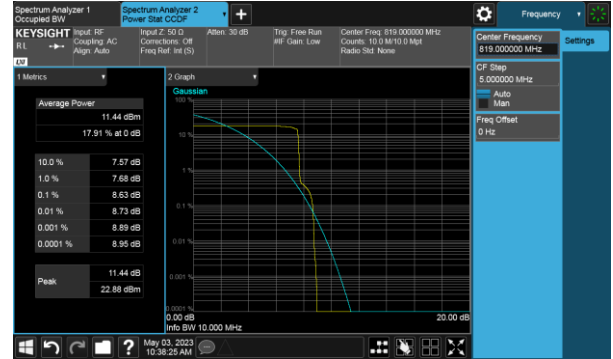 Spectrum Analyzer 1
Occupied BW
Spectrum Analyzer 2
Power Stat CCDF
Frequency
KEYSIGHT
RL
LXI
Input: RF
Coupling: AC
Align: Auto
Input Z: 50 Ω
Corrections: Off
Freq Ref: Int (S)
Atten: 30 dB
Trig: Free Run
#IF Gain: Low
Center Freq: 819.000000 MHz
Counts: 10.0 M/10.0 Mpt
Radio Std: None
Center Frequency
819.000000 MHz
Settings
CF Step
5.000000 MHz
Auto
Man
Freq Offset
0 Hz
1 Metrics
Average Power
11.44 dBm
17.91 % at 0 dB
10.0 % 7.57 dB
1.0 % 7.68 dB
0.1 % 8.63 dB
0.01 % 8.73 dB
0.001 % 8.89 dB
0.0001 % 8.95 dB
Peak
11.44 dB
22.88 dBm
2 Graph
Gaussian
100 %
10 %
1 %
0.1 %
0.01 %
0.001 %
0.0001 %
0.00 dB
20.00 dB
Info BW 10.000 MHz
?
May 03, 2023
10:38:25 AM